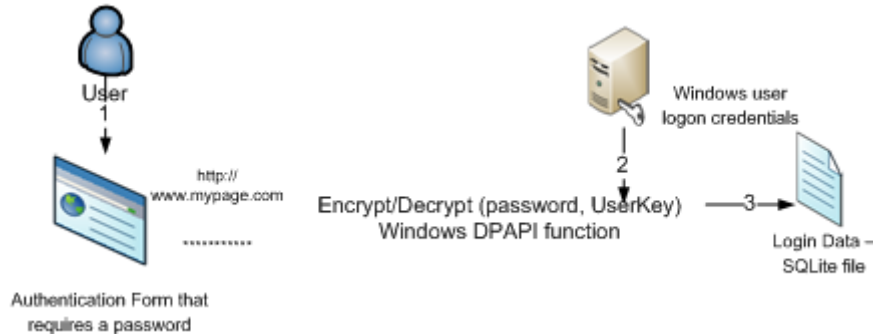 User
1
http://
www.mypage.com
***********
Authentication Form that
requires a password
Windows user
logon credentials
2
Encrypt/Decrypt (password, UserKey)
Windows DPAPI function
3
Login Data –
SQLite file